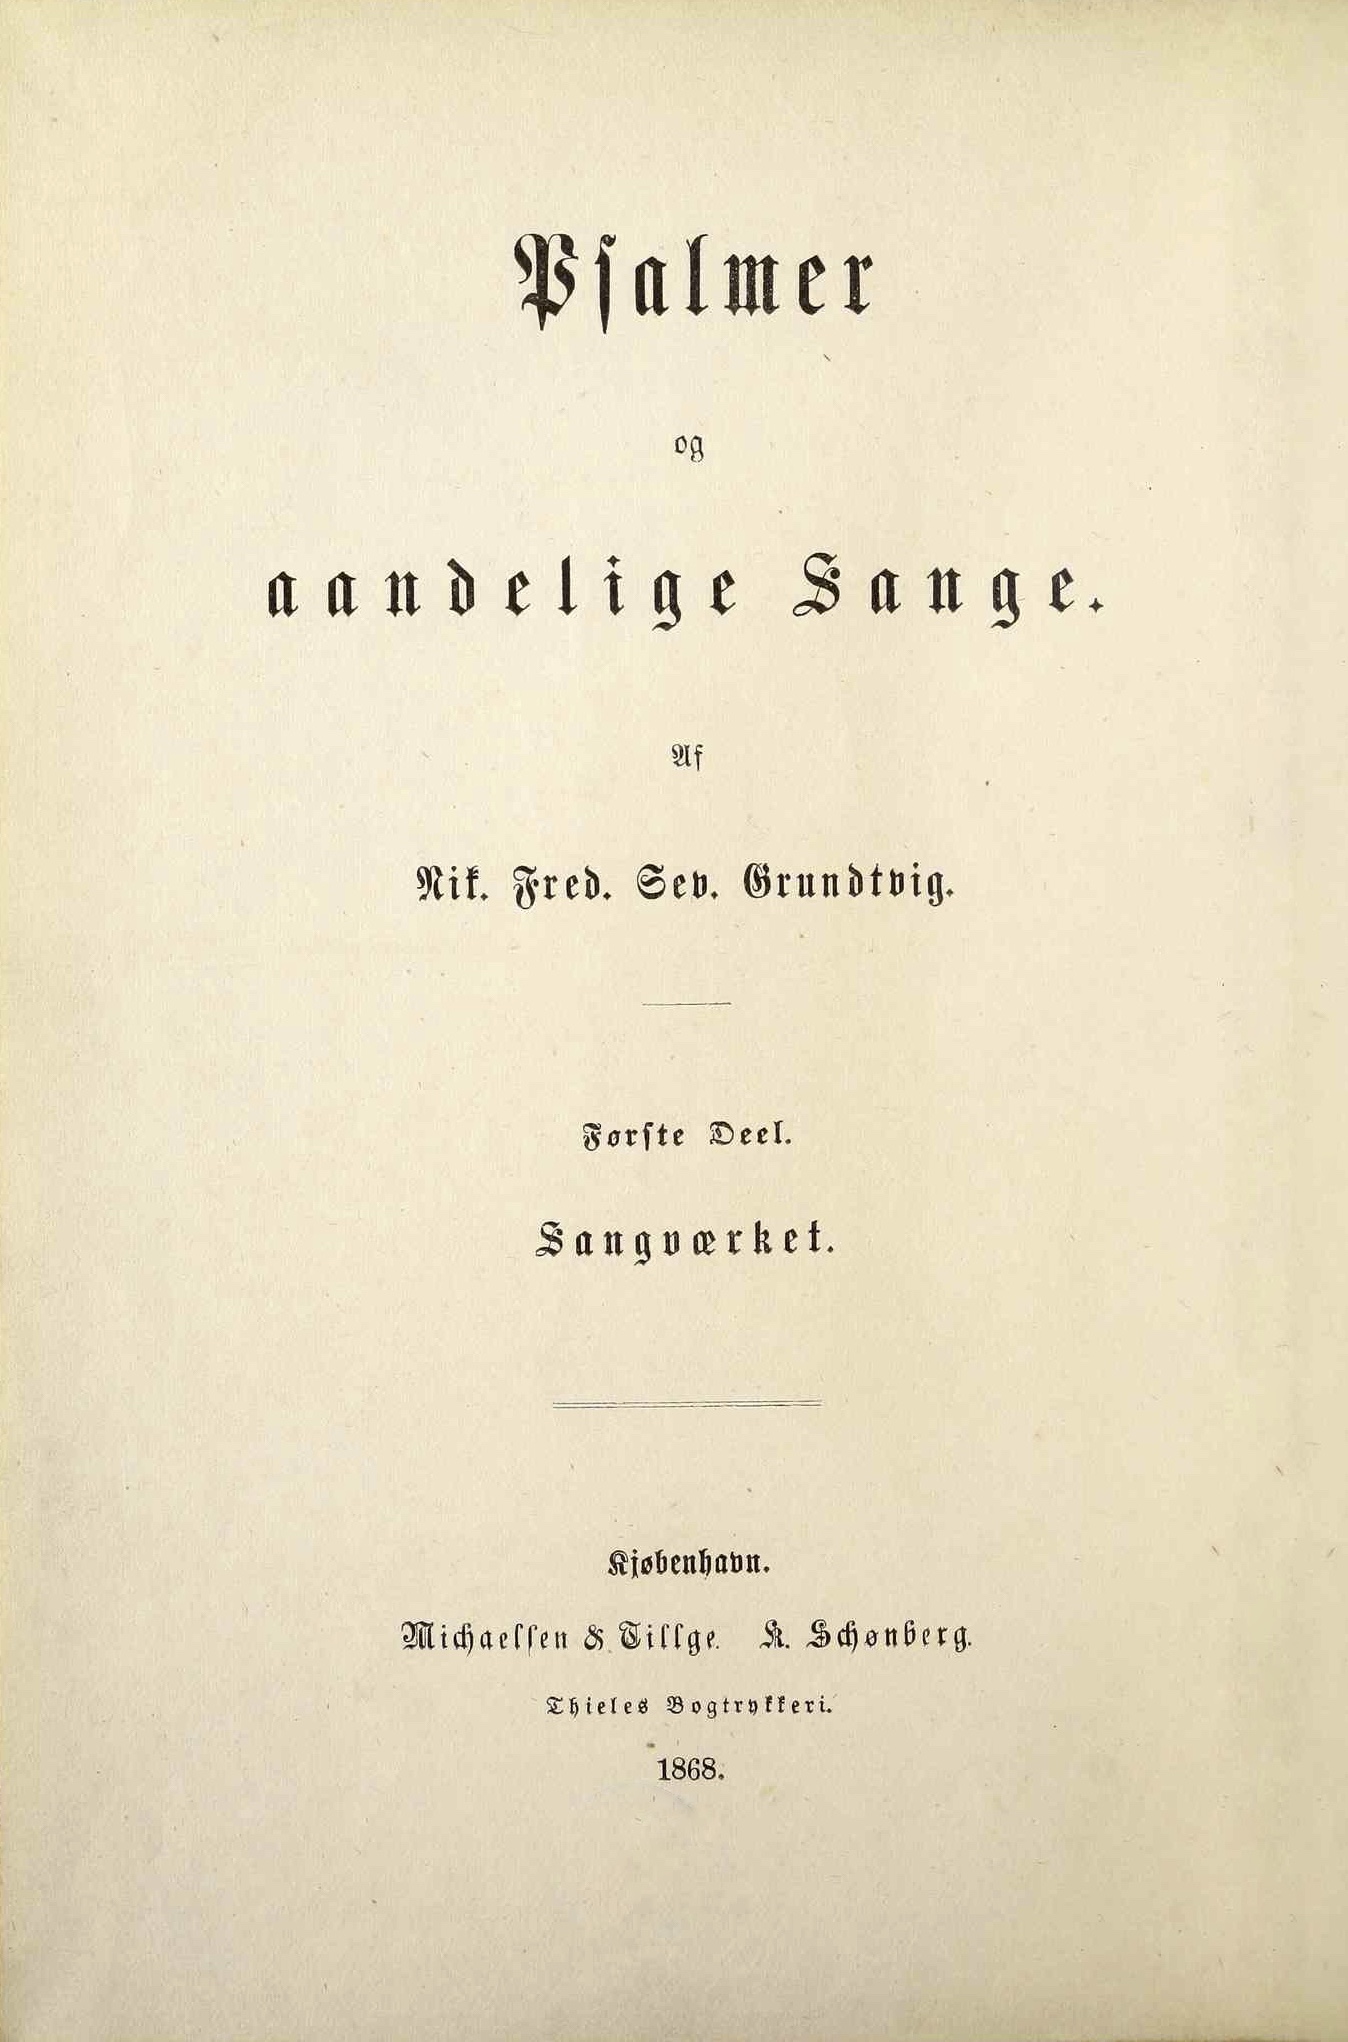 Psalmer
og
aandelige Sange.
Af
Nik. Fred. Sev. Grundtvig.
Første Deel.
Sangværket.
Kjøbenhavn.
Michaelsen & Tillge. K. Schønberg.
Thieles Bogtrykkeri.
1868.